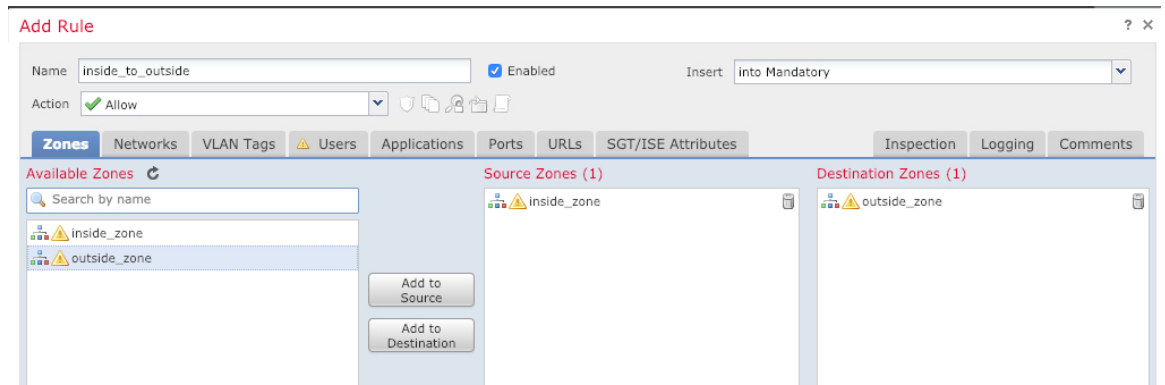 Add Rule ? ×
Name inside_to_outside Enabled Insert into Mandatory
Action Allow
Zones Networks VLAN Tags Users Applications Ports URLs SGT/ISE Attributes Inspection Logging Comments
Available Zones Source Zones (1) Destination Zones (1)
Search by name inside_zone outside_zone
inside_zone
outside_zone
Add to
Source
Add to
Destination